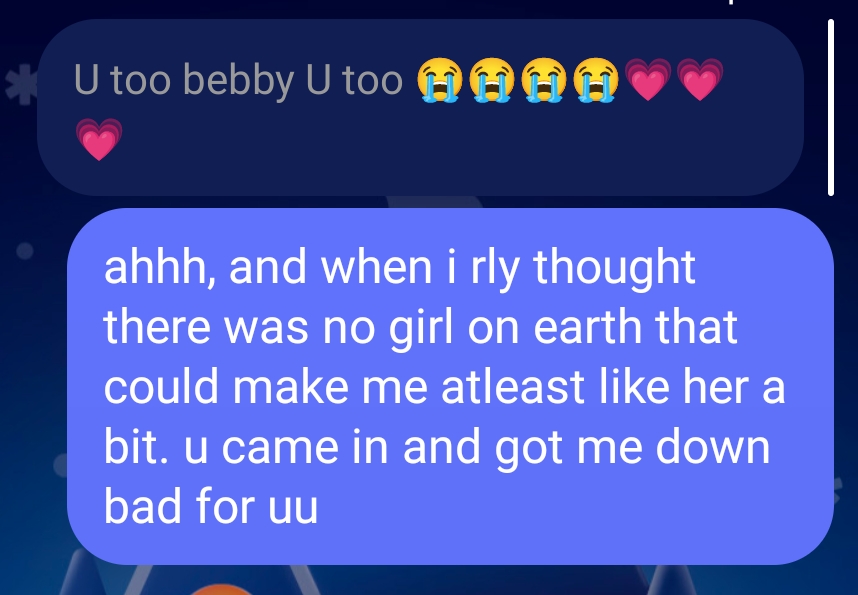 U too bebby U too 😭😭😭😭💗💗
💗
ahhh, and when i rly thought
there was no girl on earth that
could make me atleast like her a
bit. u came in and got me down
bad for uu